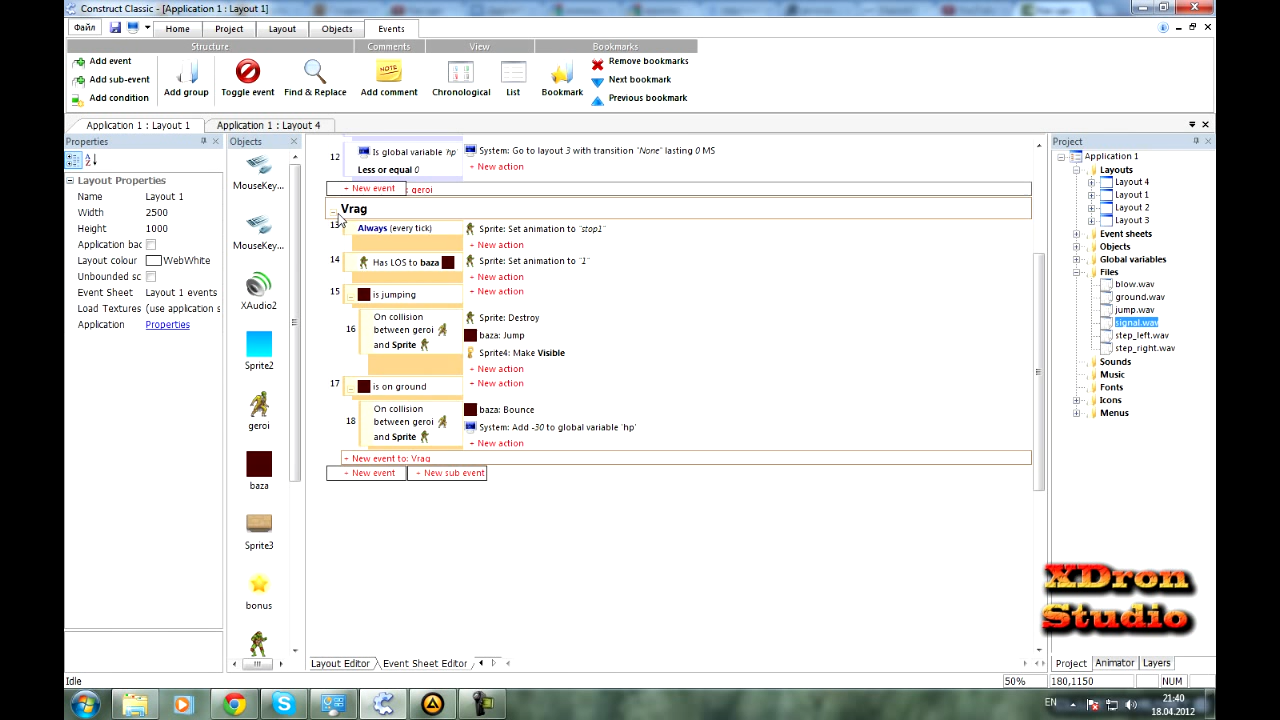 Construct Classic - [Application 1 : Layout 1]
Файл
Home
Project
Layout
Objects
Events
Structure
Comments
View
Bookmarks
Add event
Add sub-event
Add condition
Add group
Toggle event
Find & Replace
NOTE
Add comment
Chronological
List
Bookmark
Remove bookmarks
Next bookmark
Previous bookmark
Application 1 : Layout 1
Application 1 : Layout 4
Properties
Layout Properties
Name Layout 1
Width 2500
Height 1000
Application bac
Layout colour WebWhite
Unbounded sc
Event Sheet Layout 1 events
Load Textures (use application s
Application Properties
Objects
MouseKey...
MouseKey...
XAudio2
Sprite2
geroi
baza
Sprite3
bonus
12 Is global variable 'hp System: Go to layout 3 with transition "None" lasting 0 MS
Less or equal 0 + New action
+ New event : geroi
Vrag
13 Always (every tick) Sprite: Set animation to "stop1"
+ New action
14 Has LOS to baza Sprite: Set animation to "1"
+ New action
15 is jumping + New action
16 On collision between geroi and Sprite
Sprite: Destroy
baza: Jump
Sprite4: Make Visible
+ New action
17 is on ground + New action
18 On collision between geroi and Sprite
baza: Bounce
System: Add -30 to global variable 'hp'
+ New action
+ New event to: Vrag
+ New event + New sub event
Layout Editor
Event Sheet Editor
Project
Application 1
Layouts
Layout 4
Layout 1
Layout 2
Layout 3
Event sheets
Objects
Global variables
Files
blow.wav
ground.wav
jump.wav
signal.wav
step_left.wav
step_right.wav
Sounds
Music
Fonts
Icons
Menus
XDron
Studio
Project
Animator
Layers
Idle
50%
180,1150
NUM
EN
21:40
18.04.2012